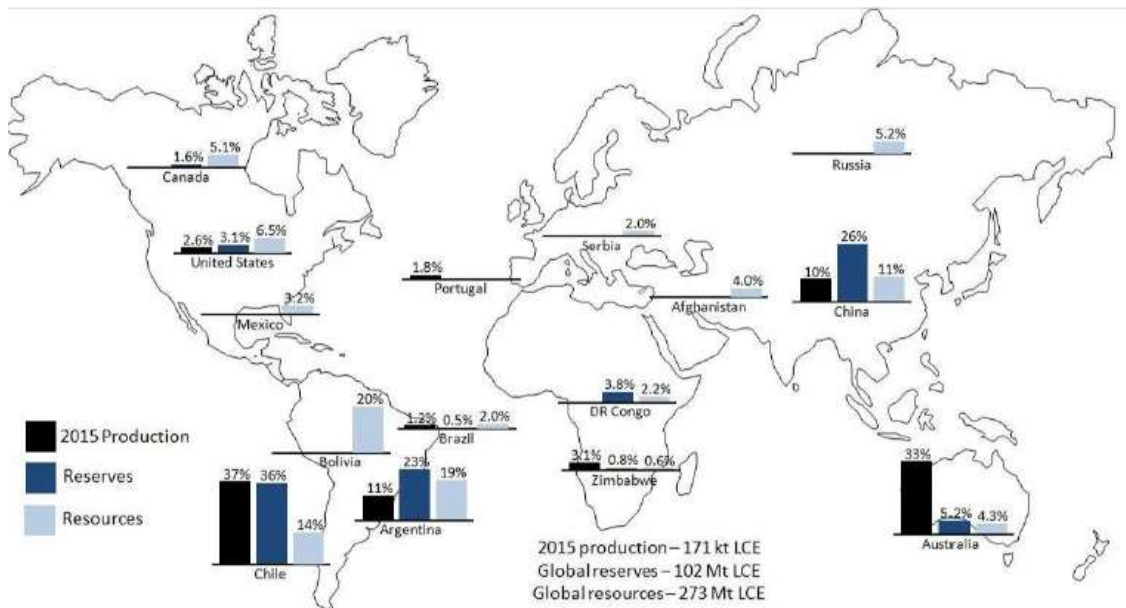 1.6% 5.1%
Canada
5.2%
Russia
2.6% 3.1% 6.5%
United States
2.0%
Serbia
1.8%
Portugal
4.0%
Afghanistan
10% 26% 11%
China
3.2%
Mexico
3.8% 2.2%
DR Congo
20%
Bolivia
1.2% 0.5% 2.0%
Brazil
3.1% 0.8% 0.6%
Zimbabwe
2015 Production
Reserves
Resources
37% 36% 14%
Chile
11% 23% 19%
Argentina
33% 5.2% 4.3%
Australia
2015 production – 171 kt LCE
Global reserves – 102 Mt LCE
Global resources – 273 Mt LCE